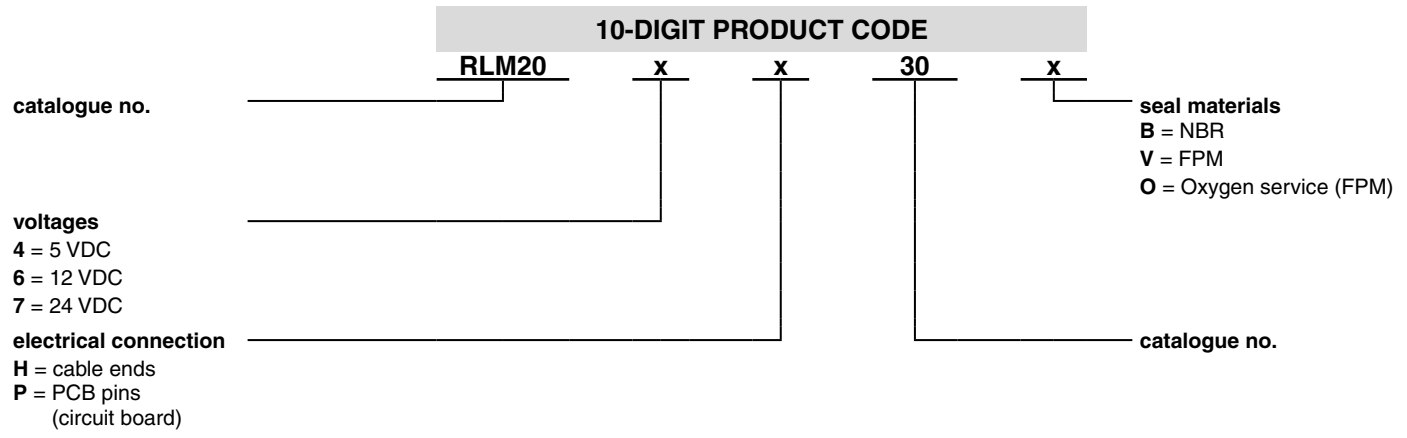 10-DIGIT PRODUCT CODE
RLM20 x x 30 x
catalogue no.
seal materials
B = NBR
V = FPM
O = Oxygen service (FPM)
voltages
4 = 5 VDC
6 = 12 VDC
7 = 24 VDC
electrical connection
H = cable ends
P = PCB pins
(circuit board)
catalogue no.